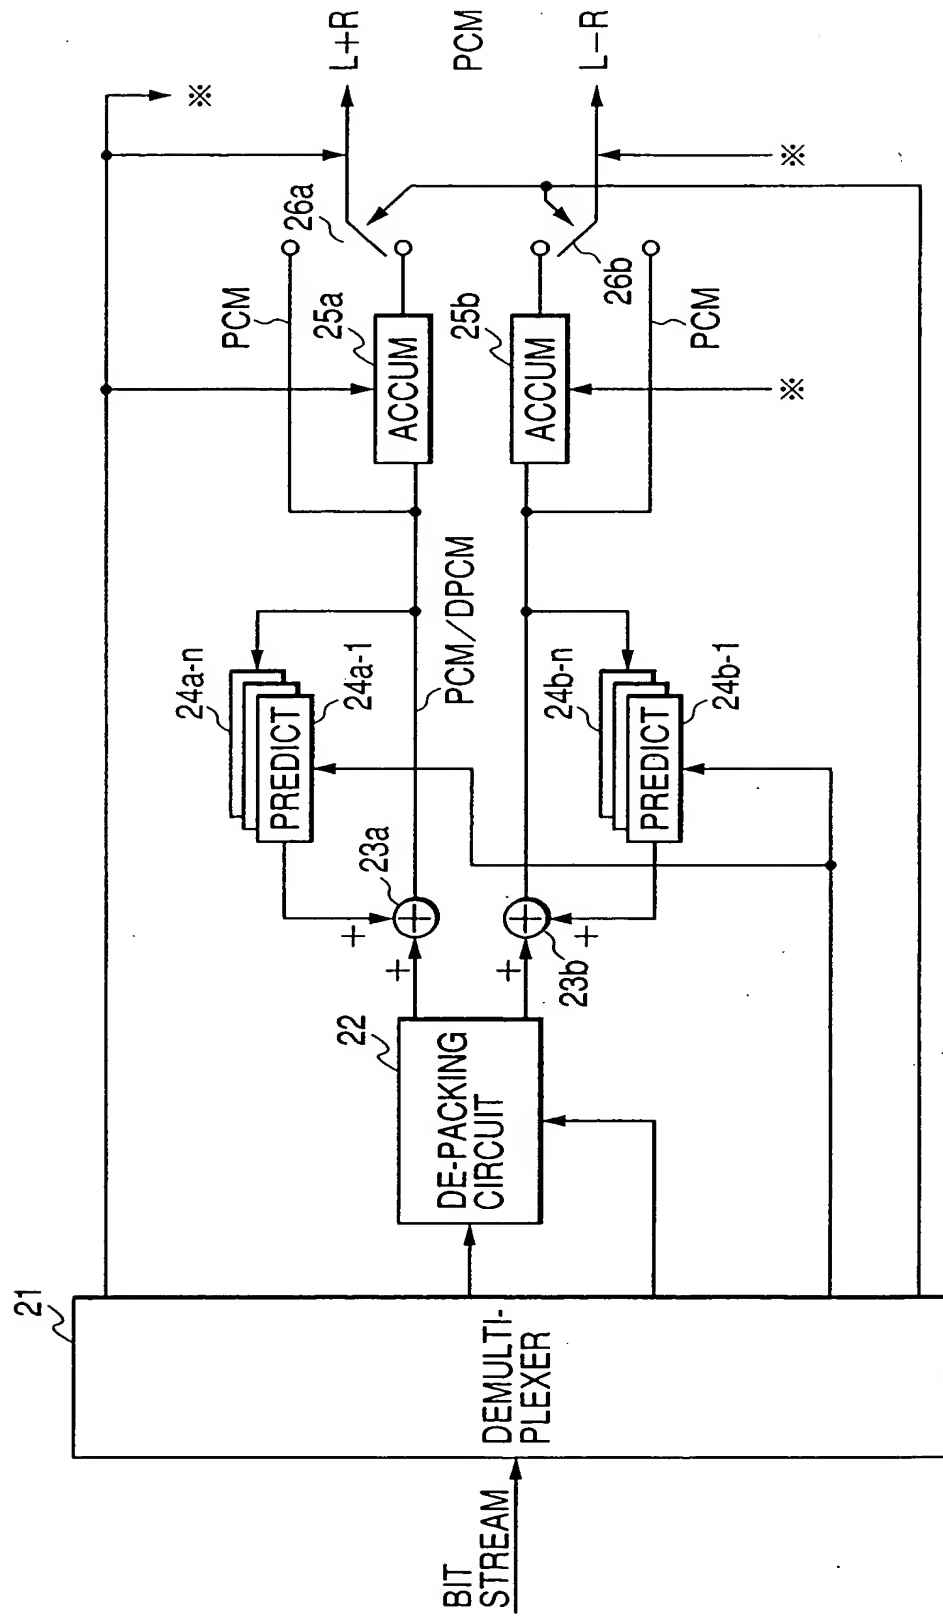 BIT
STREAM
21
DEMULTI-
PLEXER
22
DE-PACKING
CIRCUIT
+
+
23a
+
+
23b
24a-n
PREDICT
24a-1
24b-n
PREDICT
24b-1
PCM/DPCM
PCM
25a
ACCUM
25b
ACCUM
PCM
26a
26b
※
※
※
L+R
PCM
L−R